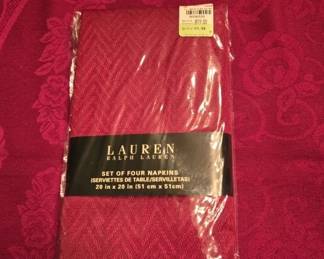 LAUREN
RALPH LAUREN
SET OF FOUR NAPKINS
(SERVIETTES DE TABLE/SERVILLETAS)
20 in x 20 in (51 cm x 51cm)